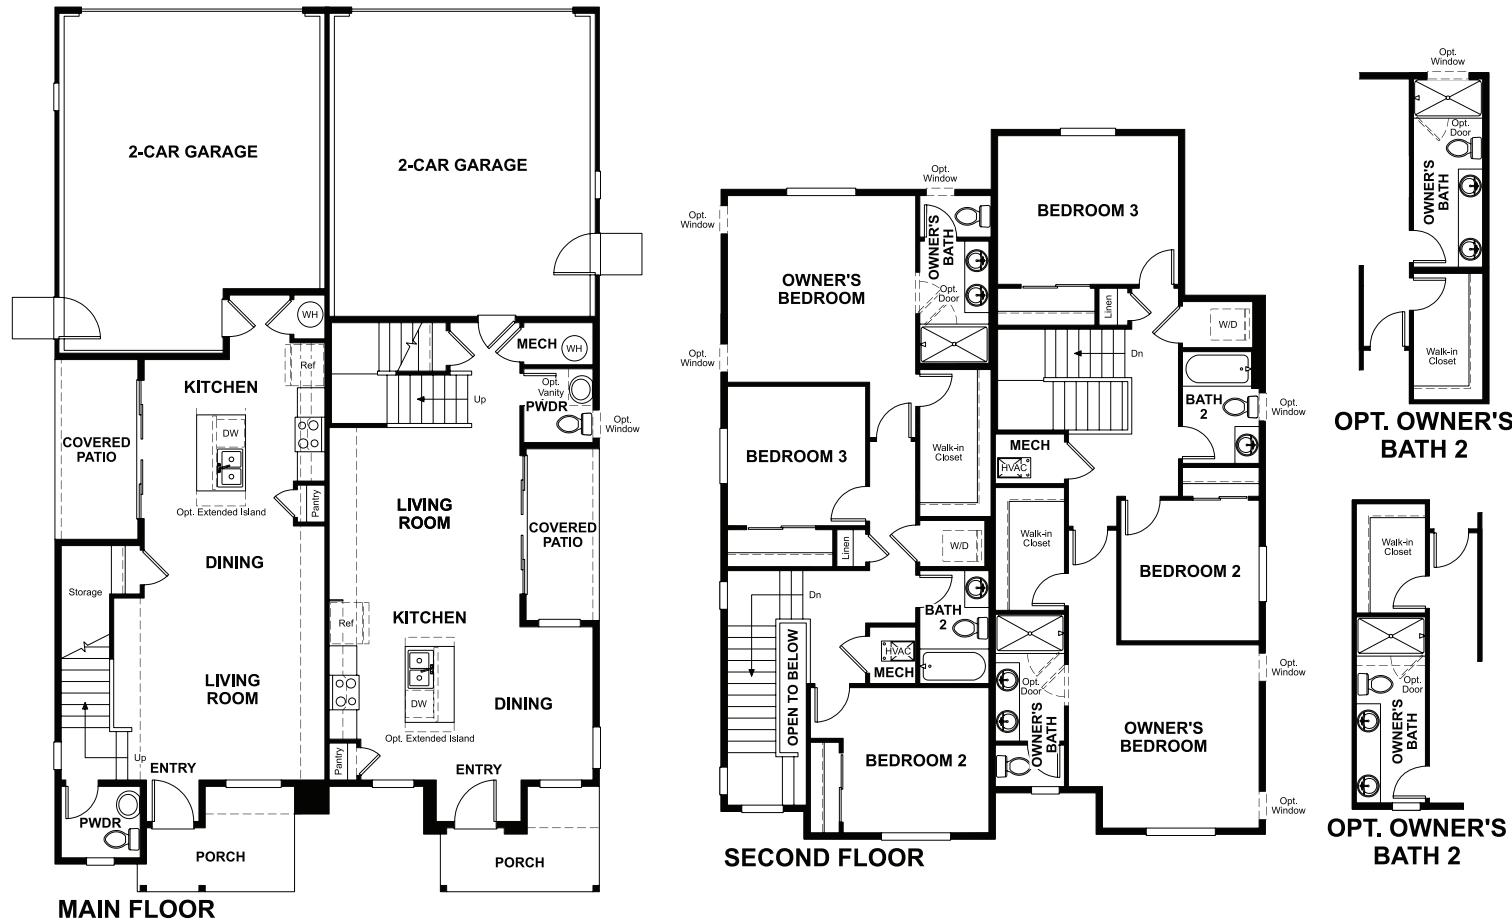 2-CAR GARAGE
WH
Ref
KITCHEN
DW
COVERED
PATIO
Opt. Extended Island
Pantry
DINING
Storage
LIVING
ROOM
Up
ENTRY
PWDR
PORCH
2-CAR GARAGE
MECH
WH
Opt.
Vanity
PWDR
Opt.
Window
Up
LIVING
ROOM
COVERED
PATIO
KITCHEN
Ref
DW
DINING
Opt. Extended Island
Pantry
ENTRY
PORCH
MAIN FLOOR
Opt.
Window
Opt.
Window
OWNER'S
BATH
OWNER'S
BEDROOM
Opt.
Door
Opt.
Window
BEDROOM 3
Walk-in
Closet
Linen
W/D
Dn
BATH
2
HVAC
MECH
OPEN TO BELOW
BEDROOM 2
BEDROOM 3
Linen
W/D
Dn
BATH
2
Opt.
Window
MECH
HVAC
Walk-in
Closet
BEDROOM 2
Opt.
Door
OWNER'S
BATH
OWNER'S
BEDROOM
Opt.
Window
Opt.
Window
SECOND FLOOR
Opt.
Window
Opt.
Door
OWNER'S
BATH
Walk-in
Closet
OPT. OWNER'S
BATH 2
Walk-in
Closet
Opt.
Door
OWNER'S
BATH
OPT. OWNER'S
BATH 2